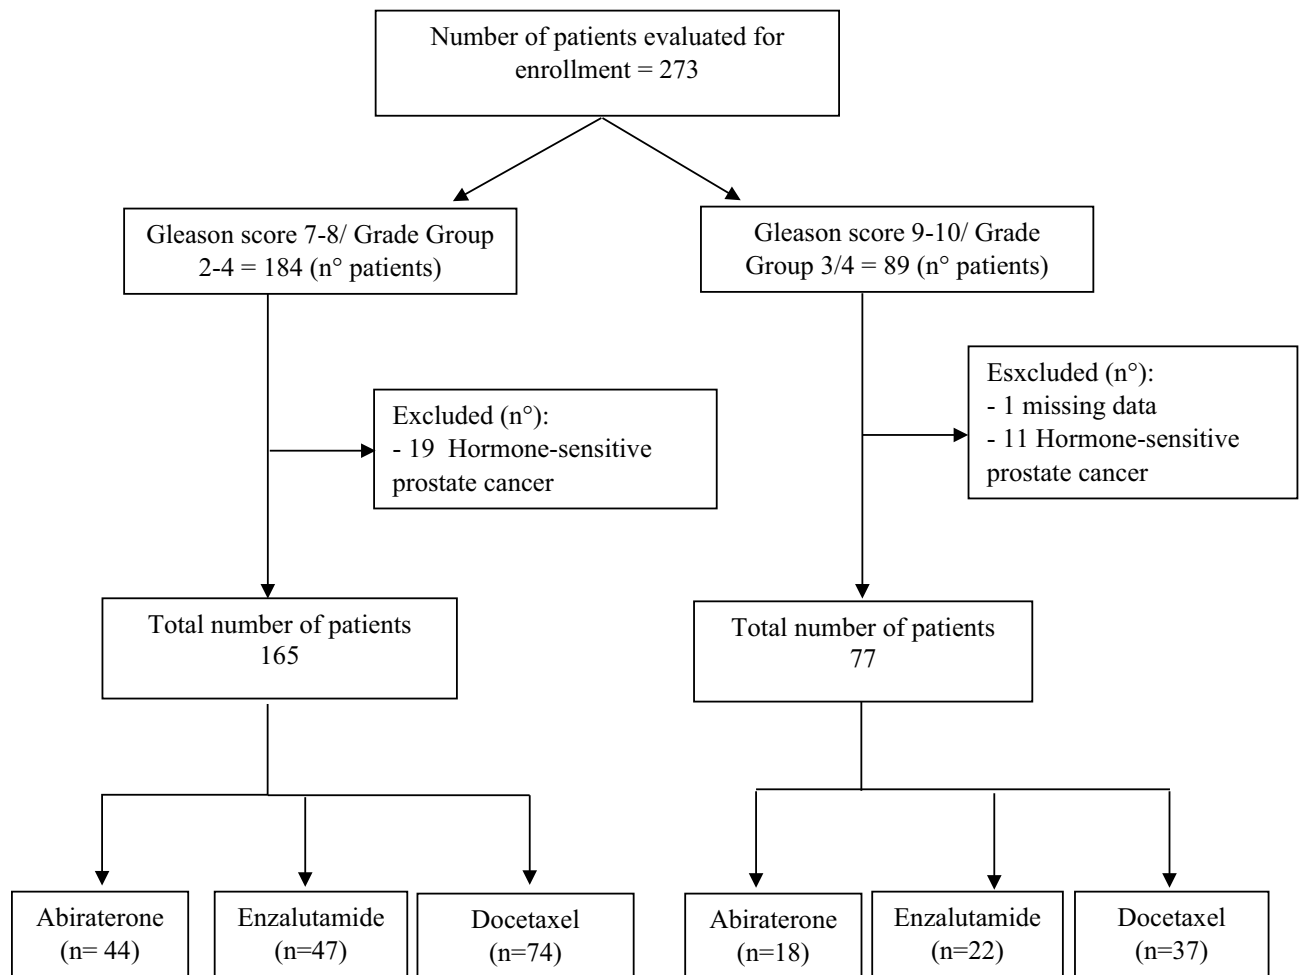 Number of patients evaluated for
enrollment = 273
Gleason score 7-8/ Grade Group
2-4 = 184 (n° patients)
Gleason score 9-10/ Grade
Group 3/4 = 89 (n° patients)
Excluded (n°):
- 19  Hormone-sensitive
prostate cancer
Esxcluded (n°):
- 1 missing data
- 11 Hormone-sensitive
prostate cancer
Total number of patients
165
Total number of patients
77
Abiraterone
(n= 44)
Enzalutamide
(n=47)
Docetaxel
(n=74)
Abiraterone
(n=18)
Enzalutamide
(n=22)
Docetaxel
(n=37)